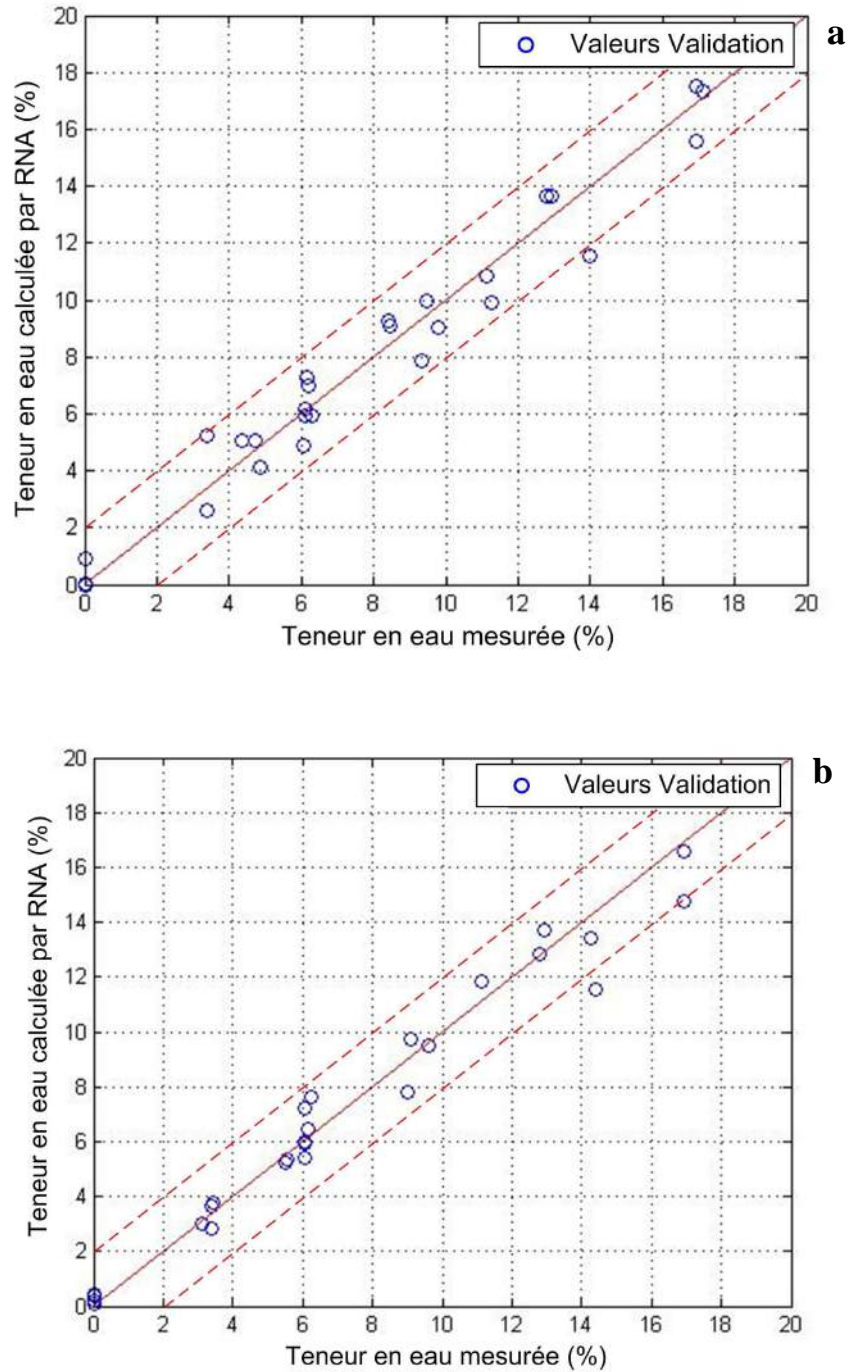 20
18
16
14
12
10
8
6
4
2
0
Teneur en eau calculée par RNA (%)
Valeurs Validation
a
0 2 4 6 8 10 12 14 16 18 20
Teneur en eau mesurée (%)
20
18
16
14
12
10
8
6
4
2
0
Teneur en eau calculée par RNA (%)
Valeurs Validation
b
0 2 4 6 8 10 12 14 16 18 20
Teneur en eau mesurée (%)